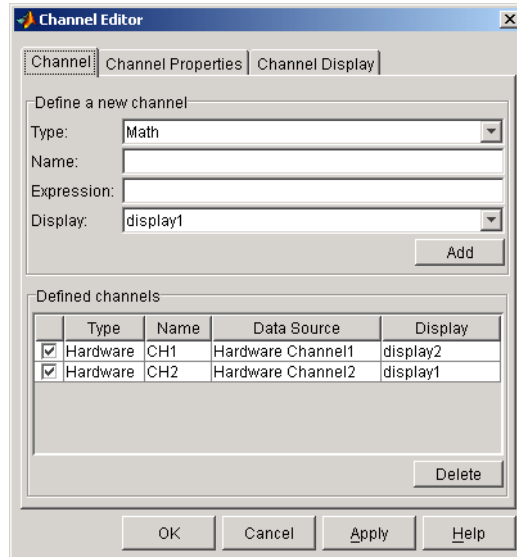 Channel Editor
Channel Channel Properties Channel Display
Define a new channel
Type: Math
Name:
Expression:
Display: display1
Add
Defined channels
Type Name Data Source Display
Hardware CH1 Hardware Channel1 display2
Hardware CH2 Hardware Channel2 display1
Delete
OK Cancel Apply Help